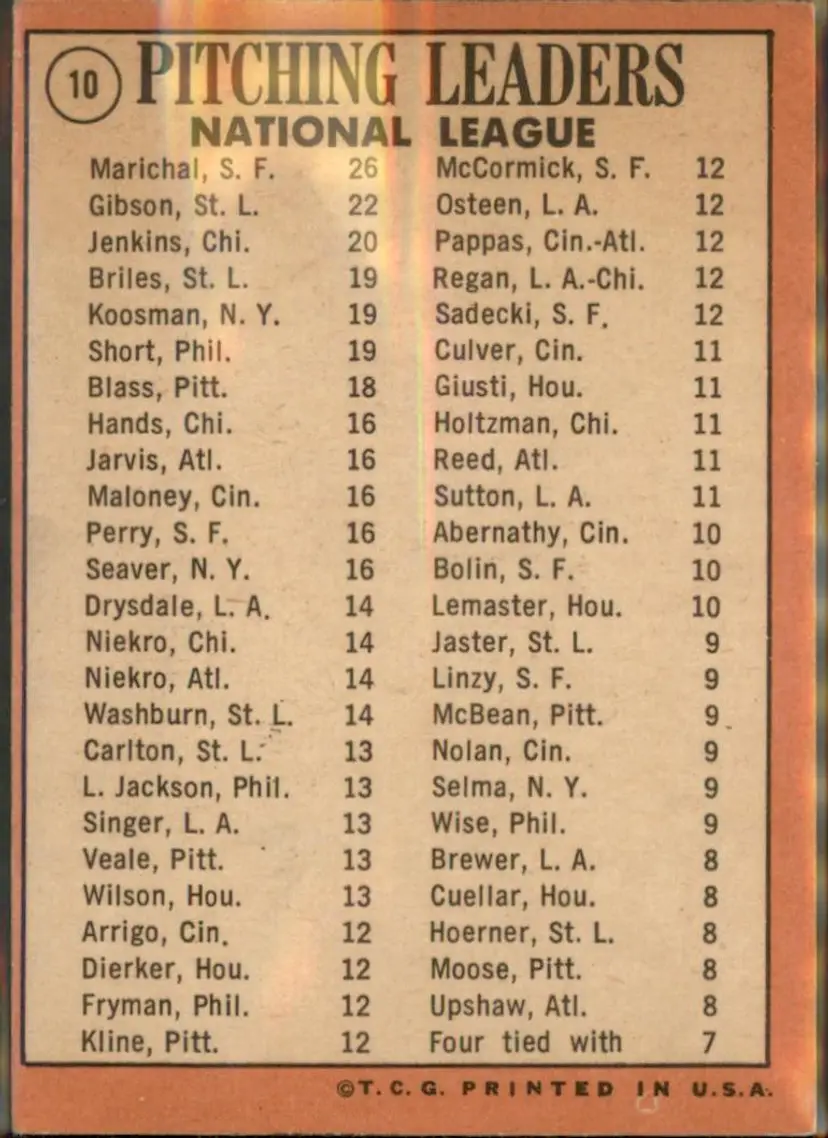 10
PITCHING LEADERS
NATIONAL LEAGUE
Marichal, S. F. 26
Gibson, St. L. 22
Jenkins, Chi. 20
Briles, St. L. 19
Koosman, N. Y. 19
Short, Phil. 19
Blass, Pitt. 18
Hands, Chi. 16
Jarvis, Atl. 16
Maloney, Cin. 16
Perry, S. F. 16
Seaver, N. Y. 16
Drysdale, L. A. 14
Niekro, Chi. 14
Niekro, Atl. 14
Washburn, St. L. 14
Carlton, St. L. 13
L. Jackson, Phil. 13
Singer, L. A. 13
Veale, Pitt. 13
Wilson, Hou. 13
Arrigo, Cin. 12
Dierker, Hou. 12
Fryman, Phil. 12
Kline, Pitt. 12
McCormick, S. F. 12
Osteen, L. A. 12
Pappas, Cin.-Atl. 12
Regan, L. A.-Chi. 12
Sadecki, S. F. 12
Culver, Cin. 11
Giusti, Hou. 11
Holtzman, Chi. 11
Reed, Atl. 11
Sutton, L. A. 11
Abernathy, Cin. 10
Bolin, S. F. 10
Lemaster, Hou. 10
Jaster, St. L. 9
Linzy, S. F. 9
McBean, Pitt. 9
Nolan, Cin. 9
Selma, N. Y. 9
Wise, Phil. 9
Brewer, L. A. 8
Cuellar, Hou. 8
Hoerner, St. L. 8
Moose, Pitt. 8
Upshaw, Atl. 8
Four tied with 7
©T. C. G. PRINTED IN U.S.A.